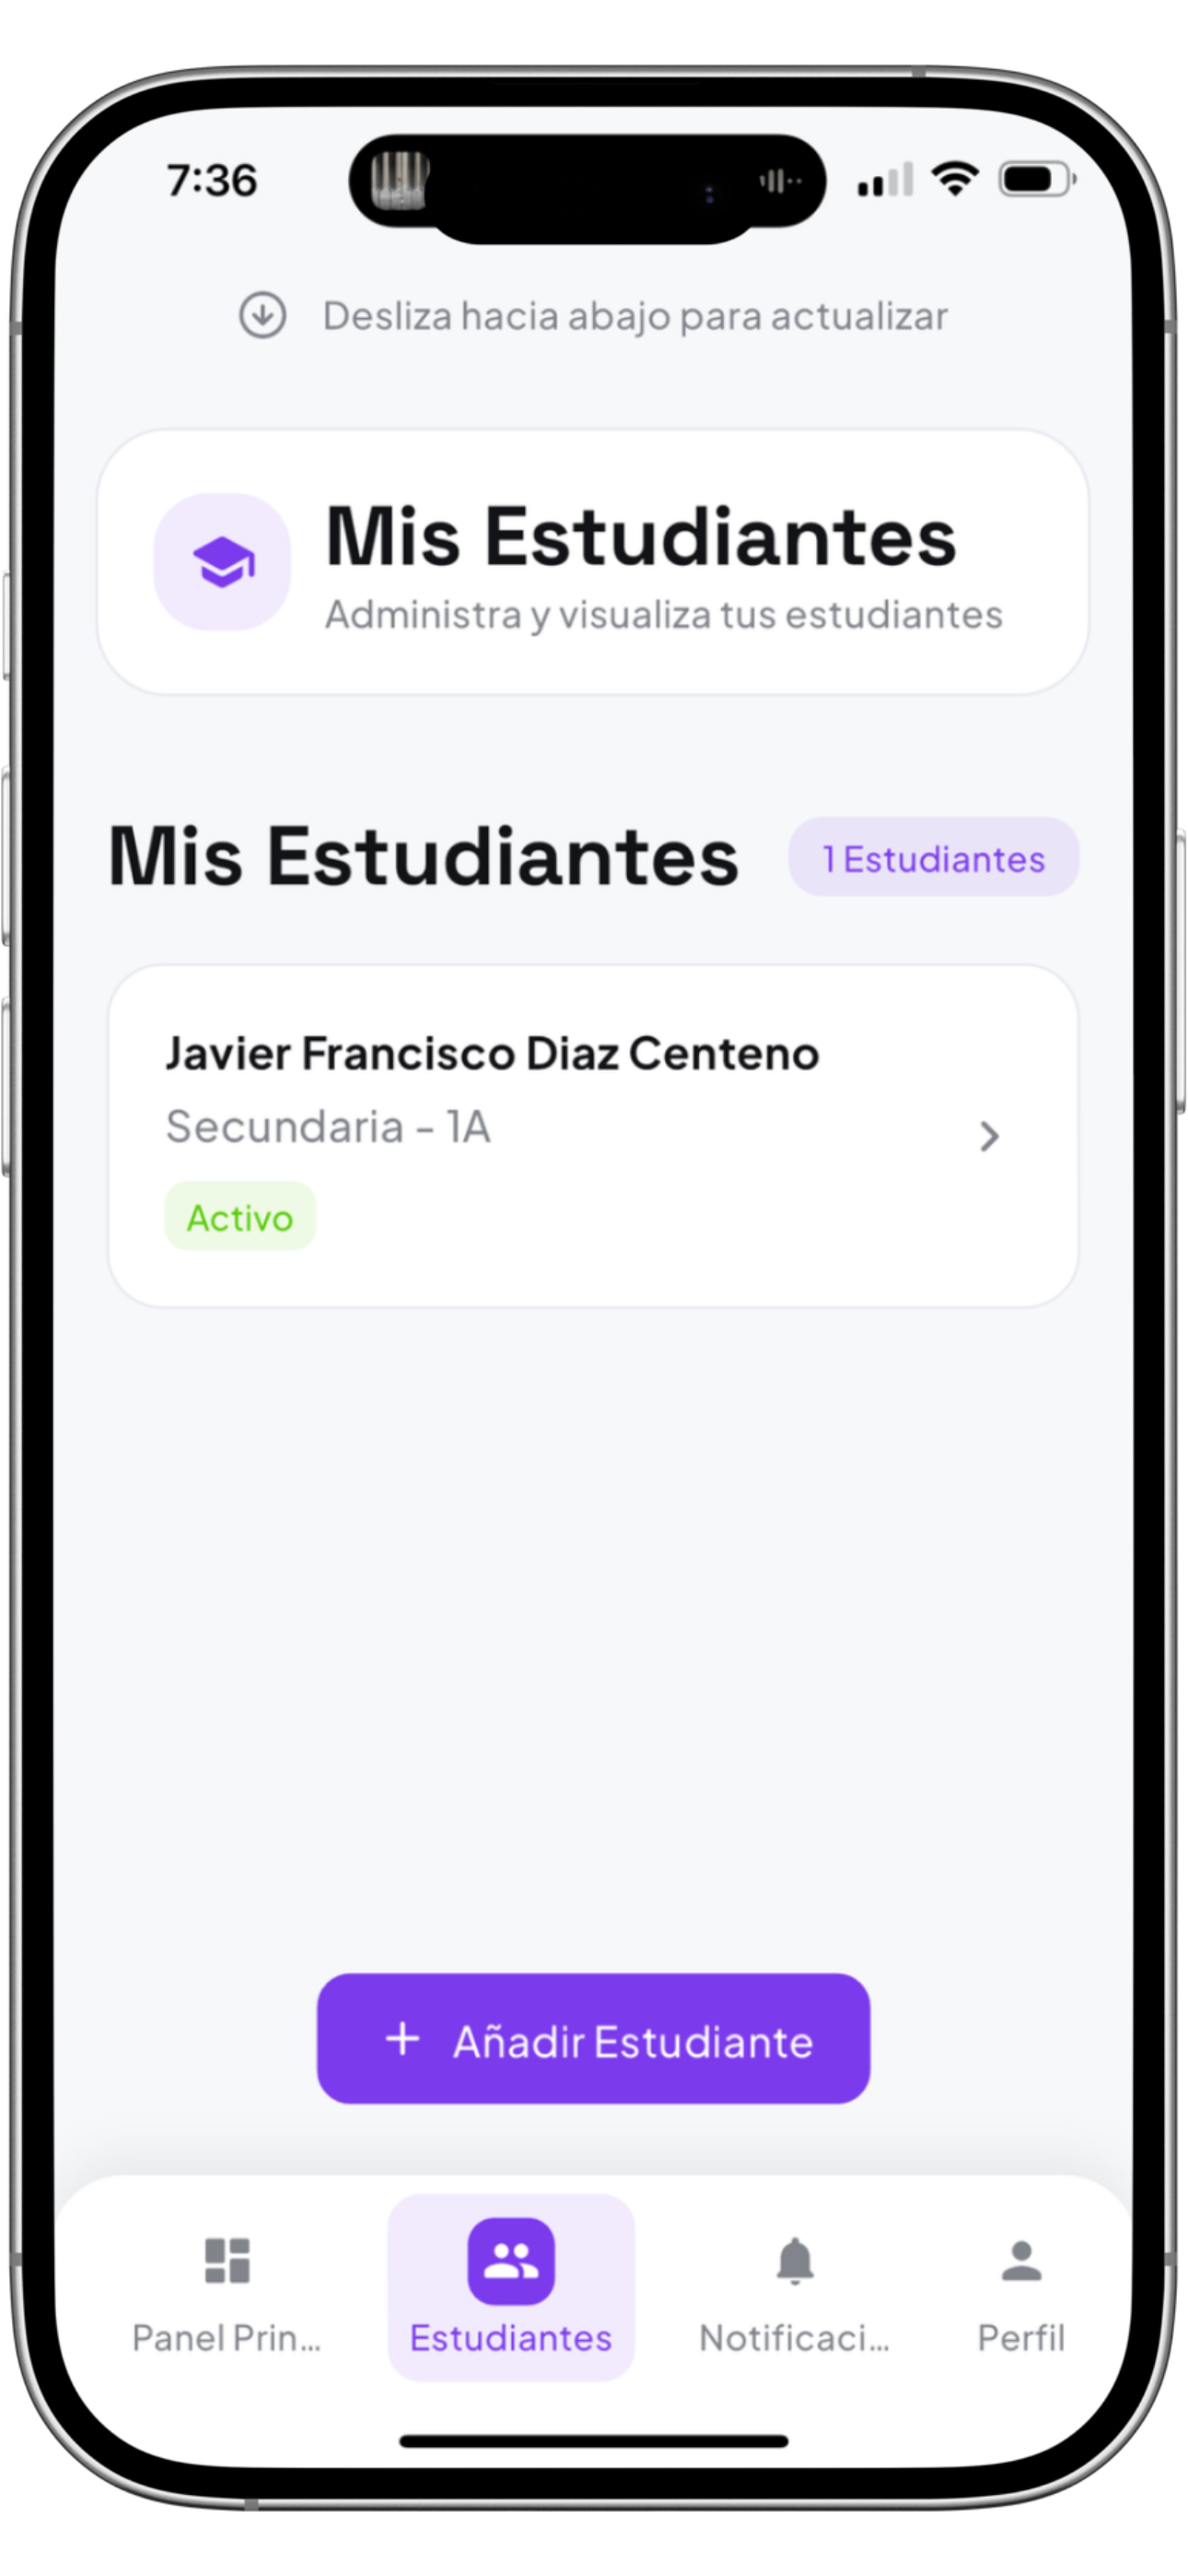 7:36
Desliza hacia abajo para actualizar
Mis Estudiantes
Administra y visualiza tus estudiantes
Mis Estudiantes
1 Estudiantes
Javier Francisco Diaz Centeno
Secundaria - 1A
Activo
+ Añadir Estudiante
Panel Prin...
Estudiantes
Notificaci...
Perfil